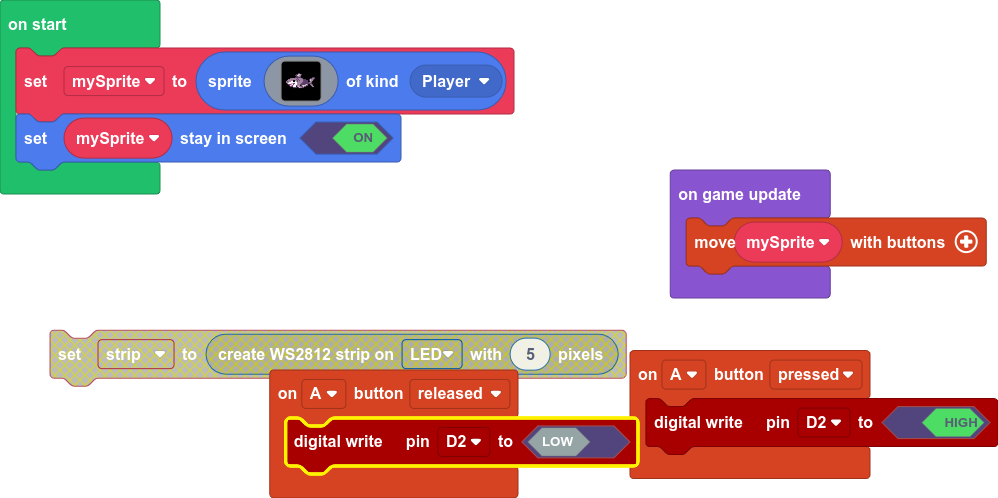 on start
set mySprite to sprite of kind Player
set mySprite stay in screen ON
on game update
move mySprite with buttons
set strip to create WS2812 strip on LED with 5 pixels
on A button released
digital write pin D2 to LOW
on A button pressed
digital write pin D2 to HIGH